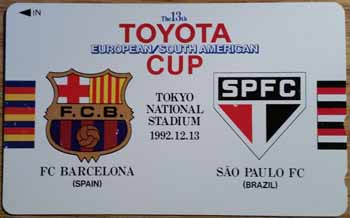 IN
The 13th
TOYOTA
EUROPEAN/SOUTH AMERICAN
CUP
F.C.B.
TOKYO
NATIONAL
STADIUM
1992.12.13
SPFC
FC BARCELONA
(SPAIN)
SÃO PAULO FC
(BRAZIL)